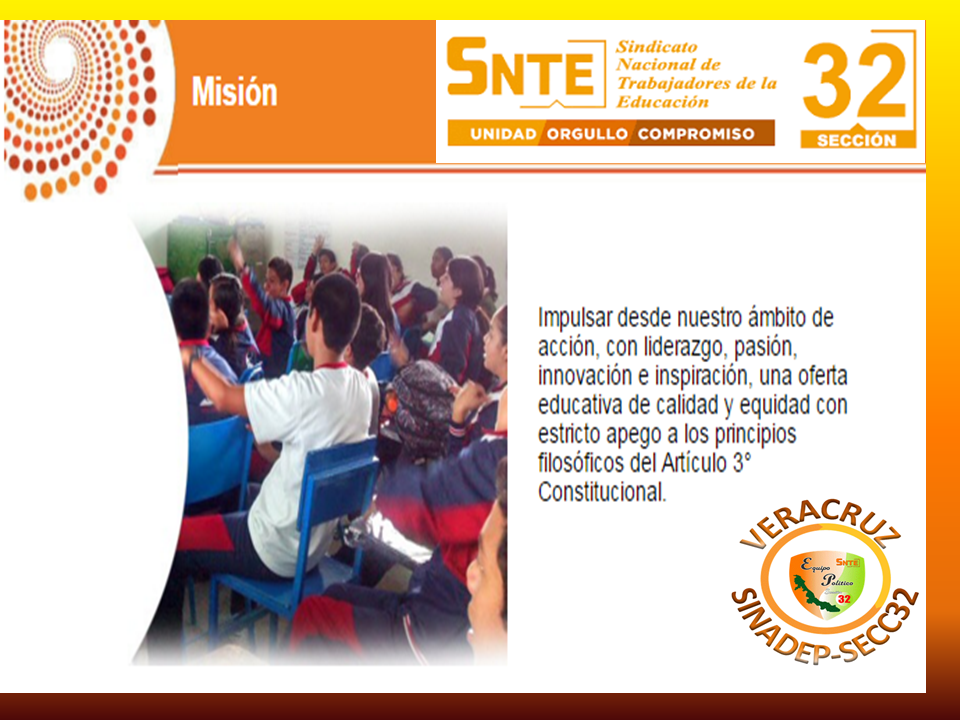 Misión
SNTE
Sindicato
Nacional de
Trabajadores de la
Educación
UNIDAD ORGULLO COMPROMISO
32
SECCIÓN
Impulsar desde nuestro ámbito de
acción, con liderazgo, pasión,
innovación e inspiración, una oferta
educativa de calidad y equidad con
estricto apego a los principios
filosóficos del Artículo 3°
Constitucional.
VERACRUZ
Equipo SNTE
Político
32
SINADEP-SECC32